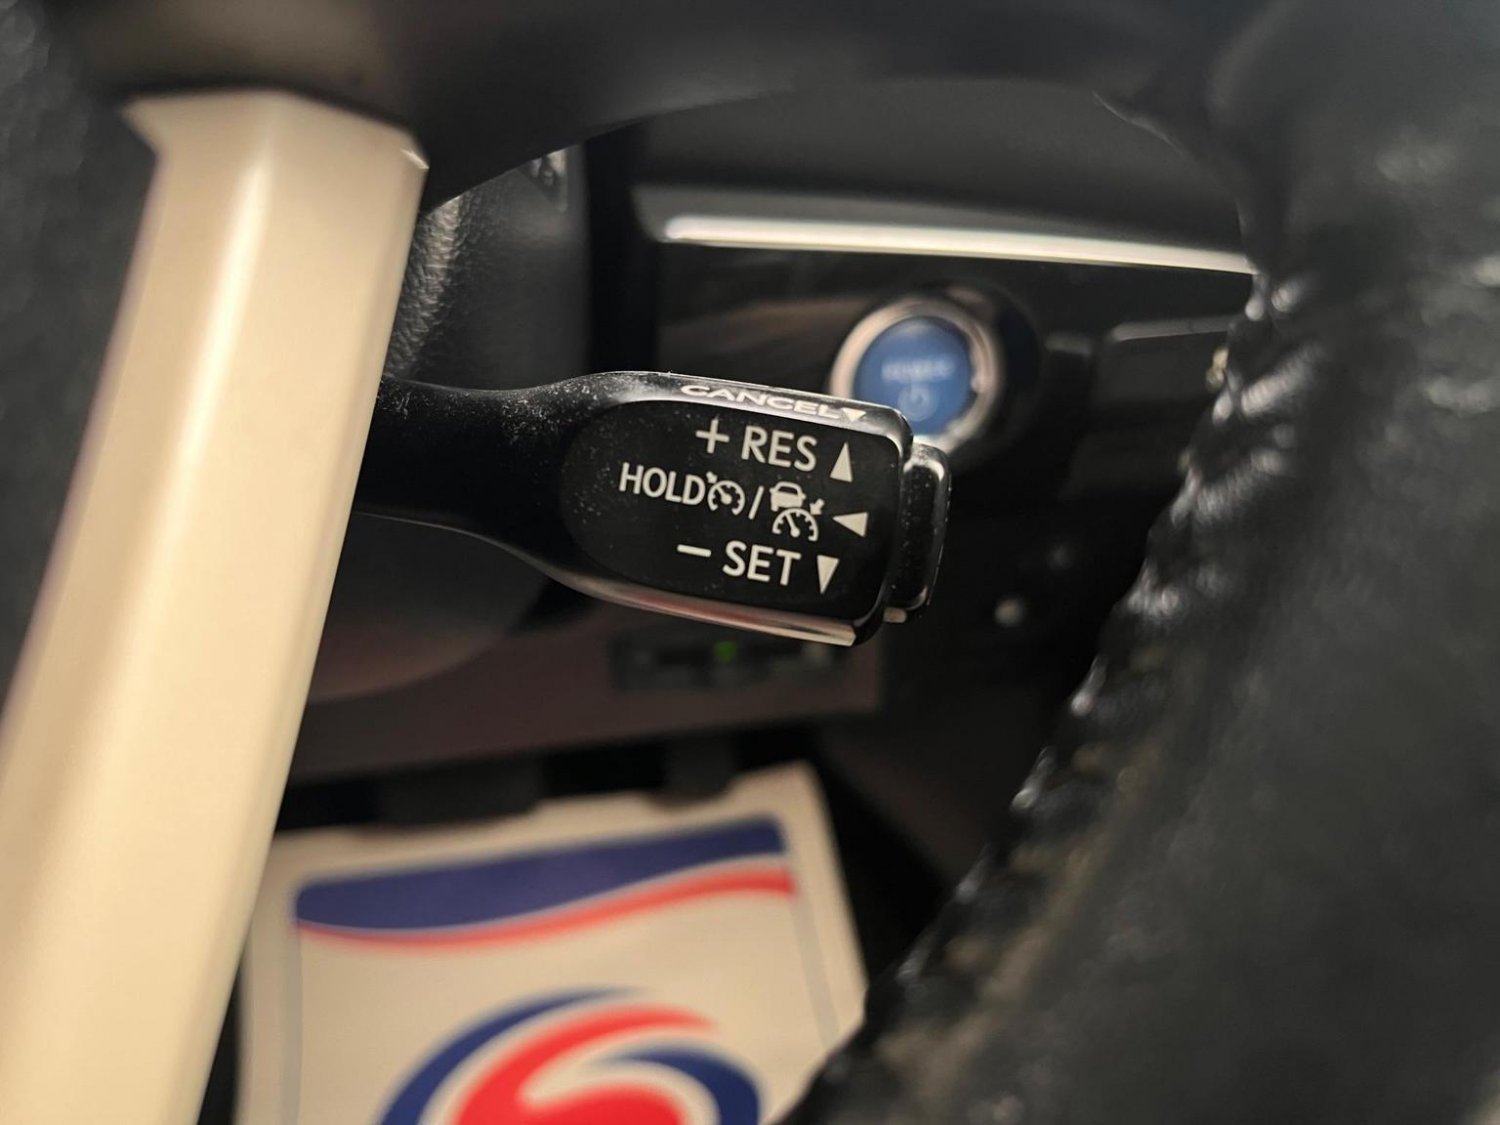 CANCEL▼
+ RES ▲
HOLD / ◄
− SET ▼